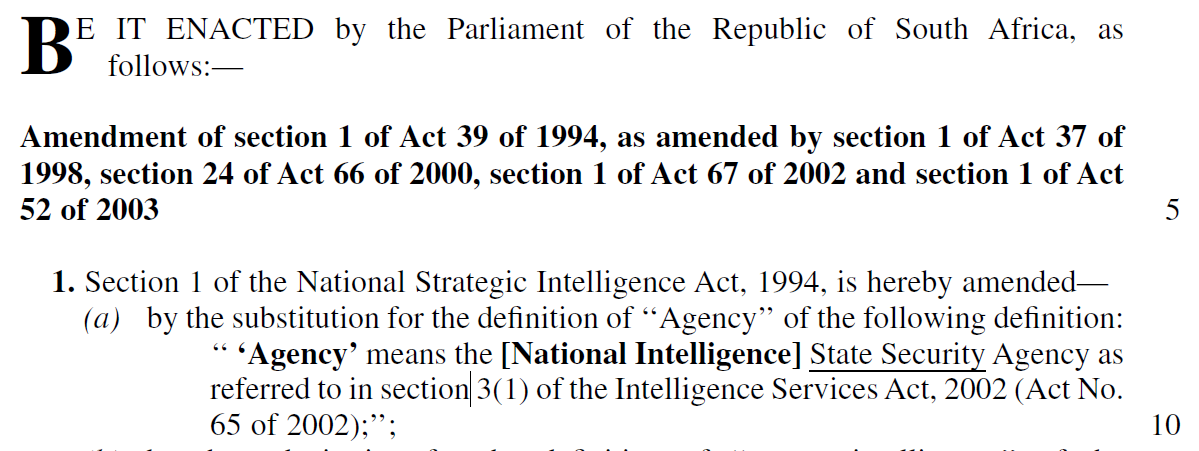 BE IT ENACTED by the Parliament of the Republic of South Africa, as
follows:—
Amendment of section 1 of Act 39 of 1994, as amended by section 1 of Act 37 of
1998, section 24 of Act 66 of 2000, section 1 of Act 67 of 2002 and section 1 of Act
52 of 2003 5
1. Section 1 of the National Strategic Intelligence Act, 1994, is hereby amended—
(a) by the substitution for the definition of ‘‘Agency’’ of the following definition:
‘‘ ‘Agency’ means the [National Intelligence] State Security Agency as
referred to in section 3(1) of the Intelligence Services Act, 2002 (Act No.
65 of 2002);’’; 10